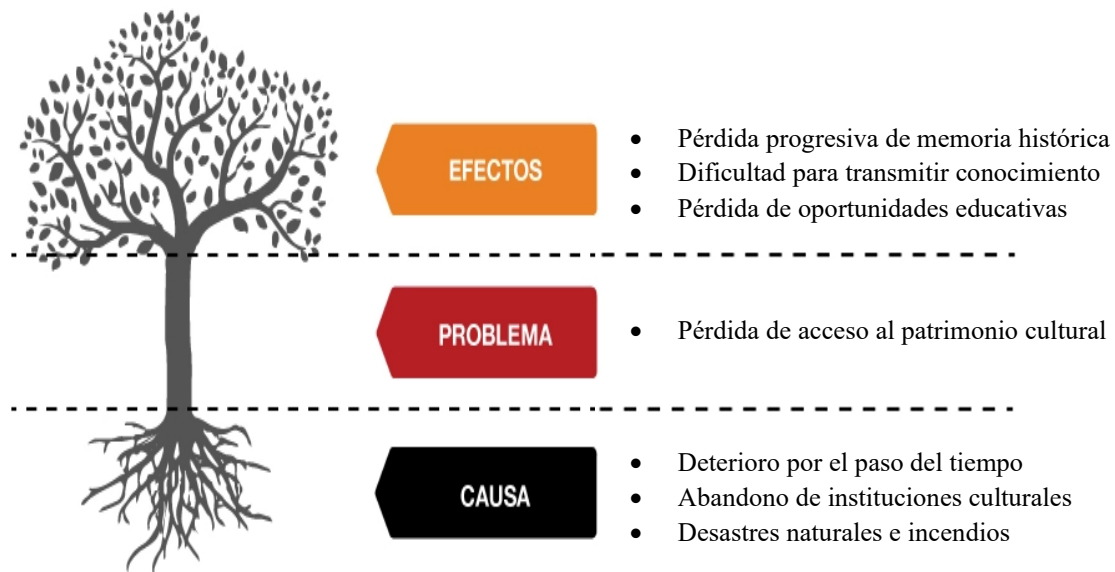 EFECTOS
• Pérdida progresiva de memoria histórica
• Dificultad para transmitir conocimiento
• Pérdida de oportunidades educativas
PROBLEMA
• Pérdida de acceso al patrimonio cultural
CAUSA
• Deterioro por el paso del tiempo
• Abandono de instituciones culturales
• Desastres naturales e incendios